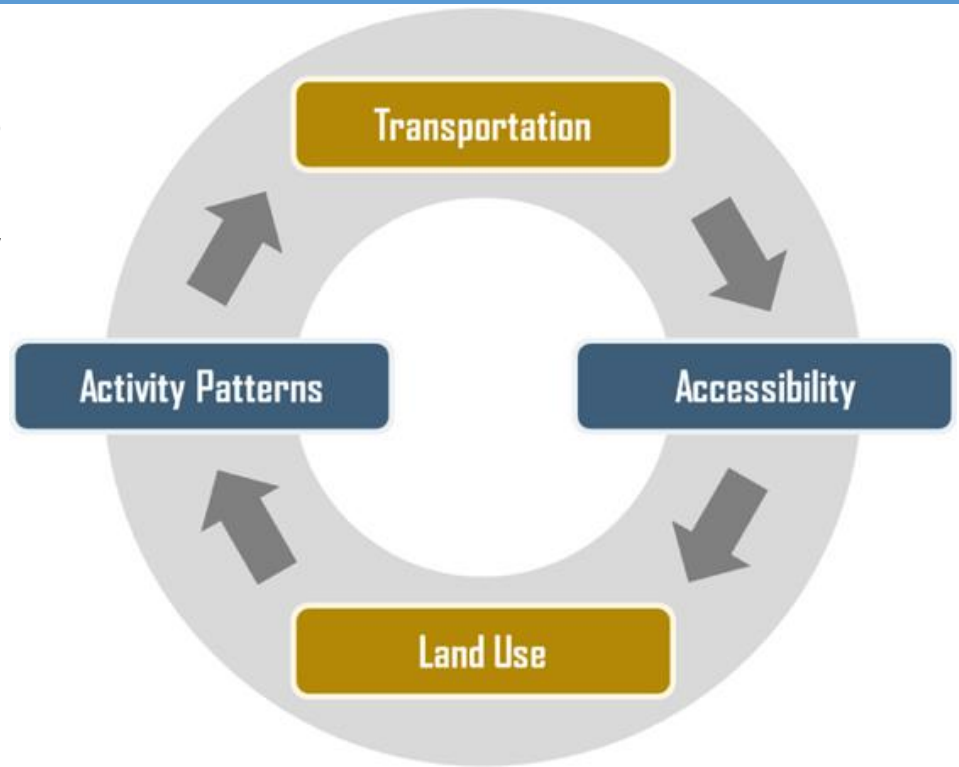 Transportation
Activity Patterns
Accessibility
Land Use